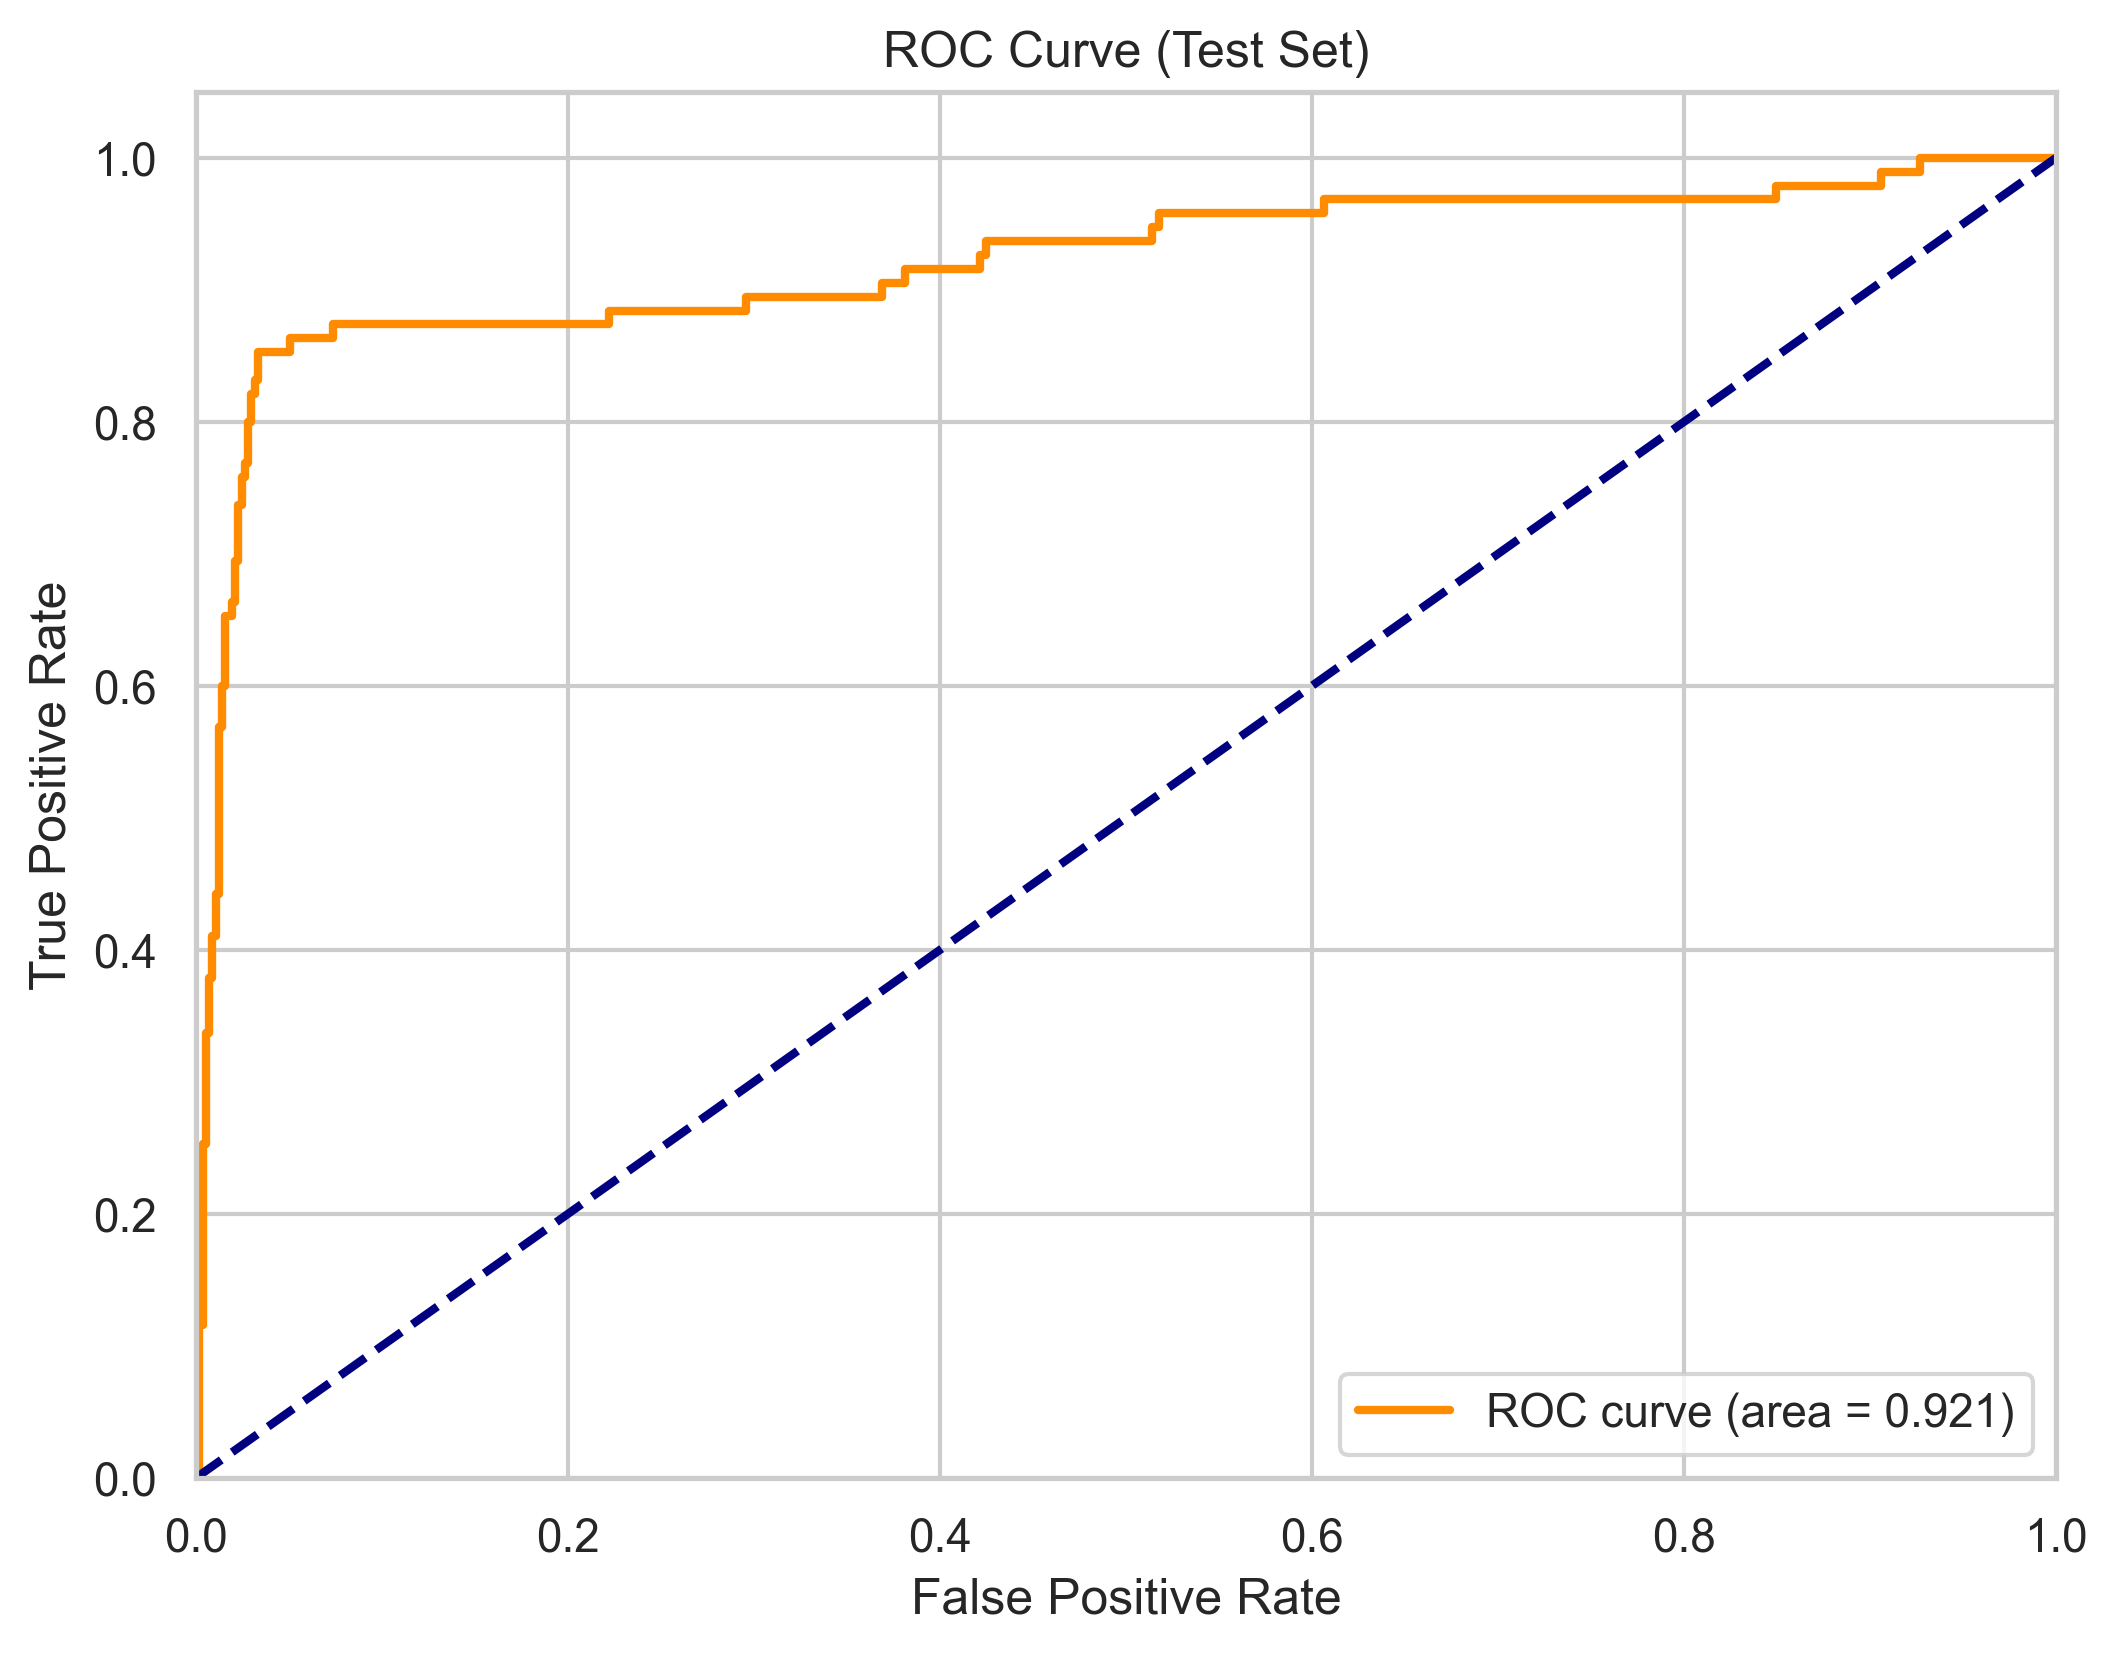 ROC Curve (Test Set)
1.0
0.8
0.6
0.4
0.2
0.0
True Positive Rate
ROC curve (area = 0.921)
0.0 0.2 0.4 0.6 0.8 1.0
False Positive Rate